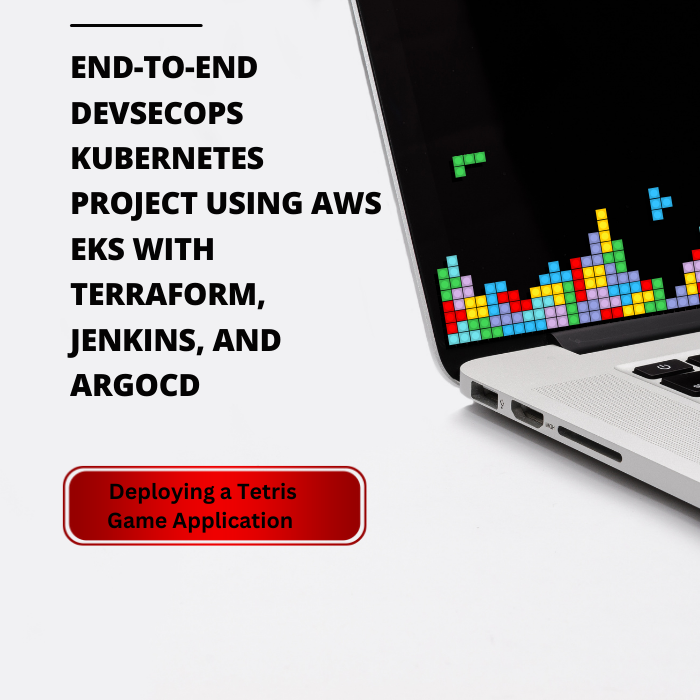 END-TO-END
DEVSECOPS
KUBERNETES
PROJECT USING AWS
EKS WITH
TERRAFORM,
JENKINS, AND
ARGOCD
Deploying a Tetris
Game Application